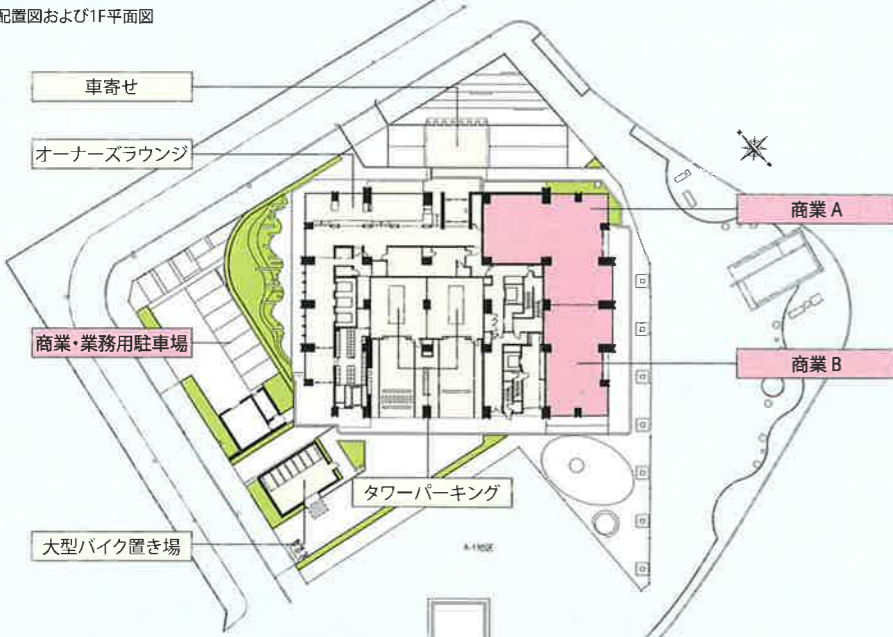 配置図および1F平面図
車寄せ
オーナーズラウンジ
商業 A
商業・業務用駐車場
商業 B
タワーパーキング
大型バイク置き場